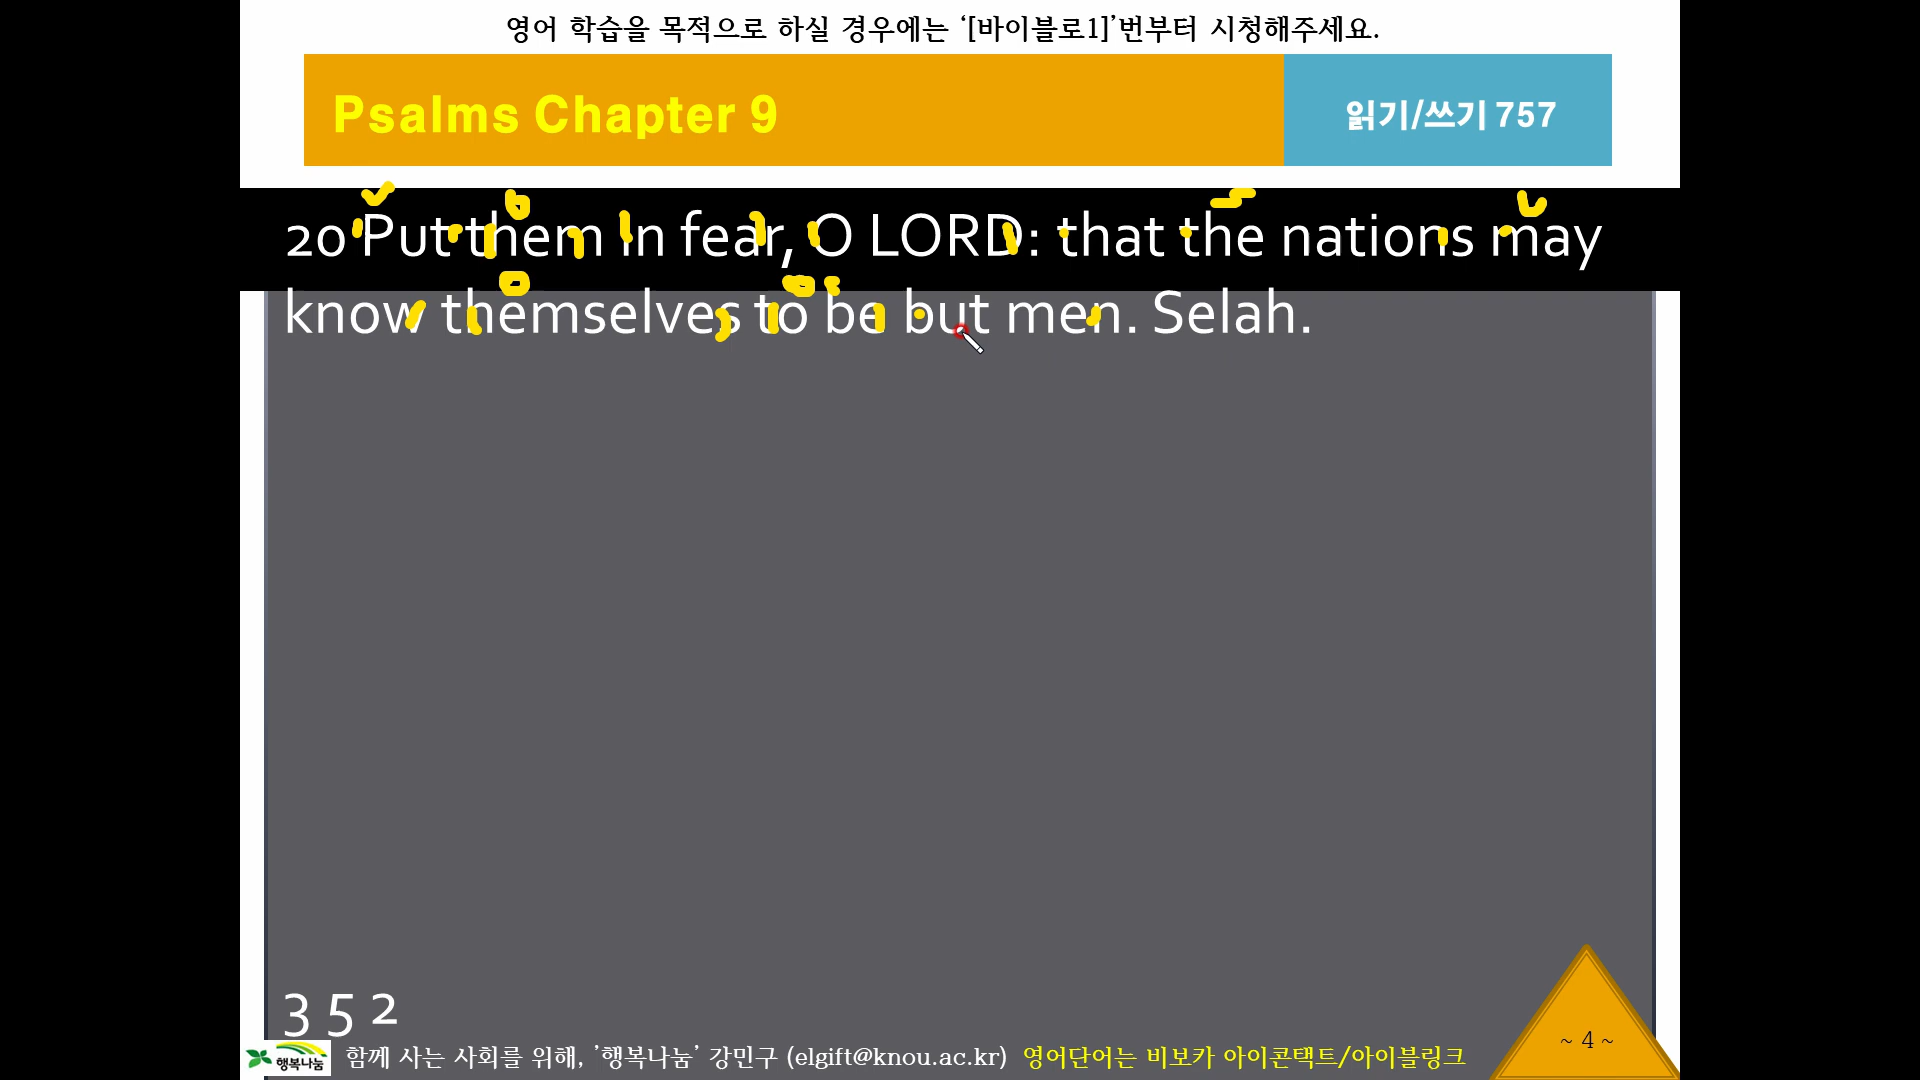 영어 학습을 목적으로 하실 경우에는 ‘[바이블로1]’번부터 시청해주세요.
Psalms Chapter 9
읽기/쓰기 757
20 Put them in fear, O LORD: that the nations may
know themselves to be but men. Selah.
3 5 2
~ 4 ~
행복나눔 함께 사는 사회를 위해, ’행복나눔’ 강민구 (elgift@knou.ac.kr) 영어단어는 비보카 아이콘택트/아이블링크